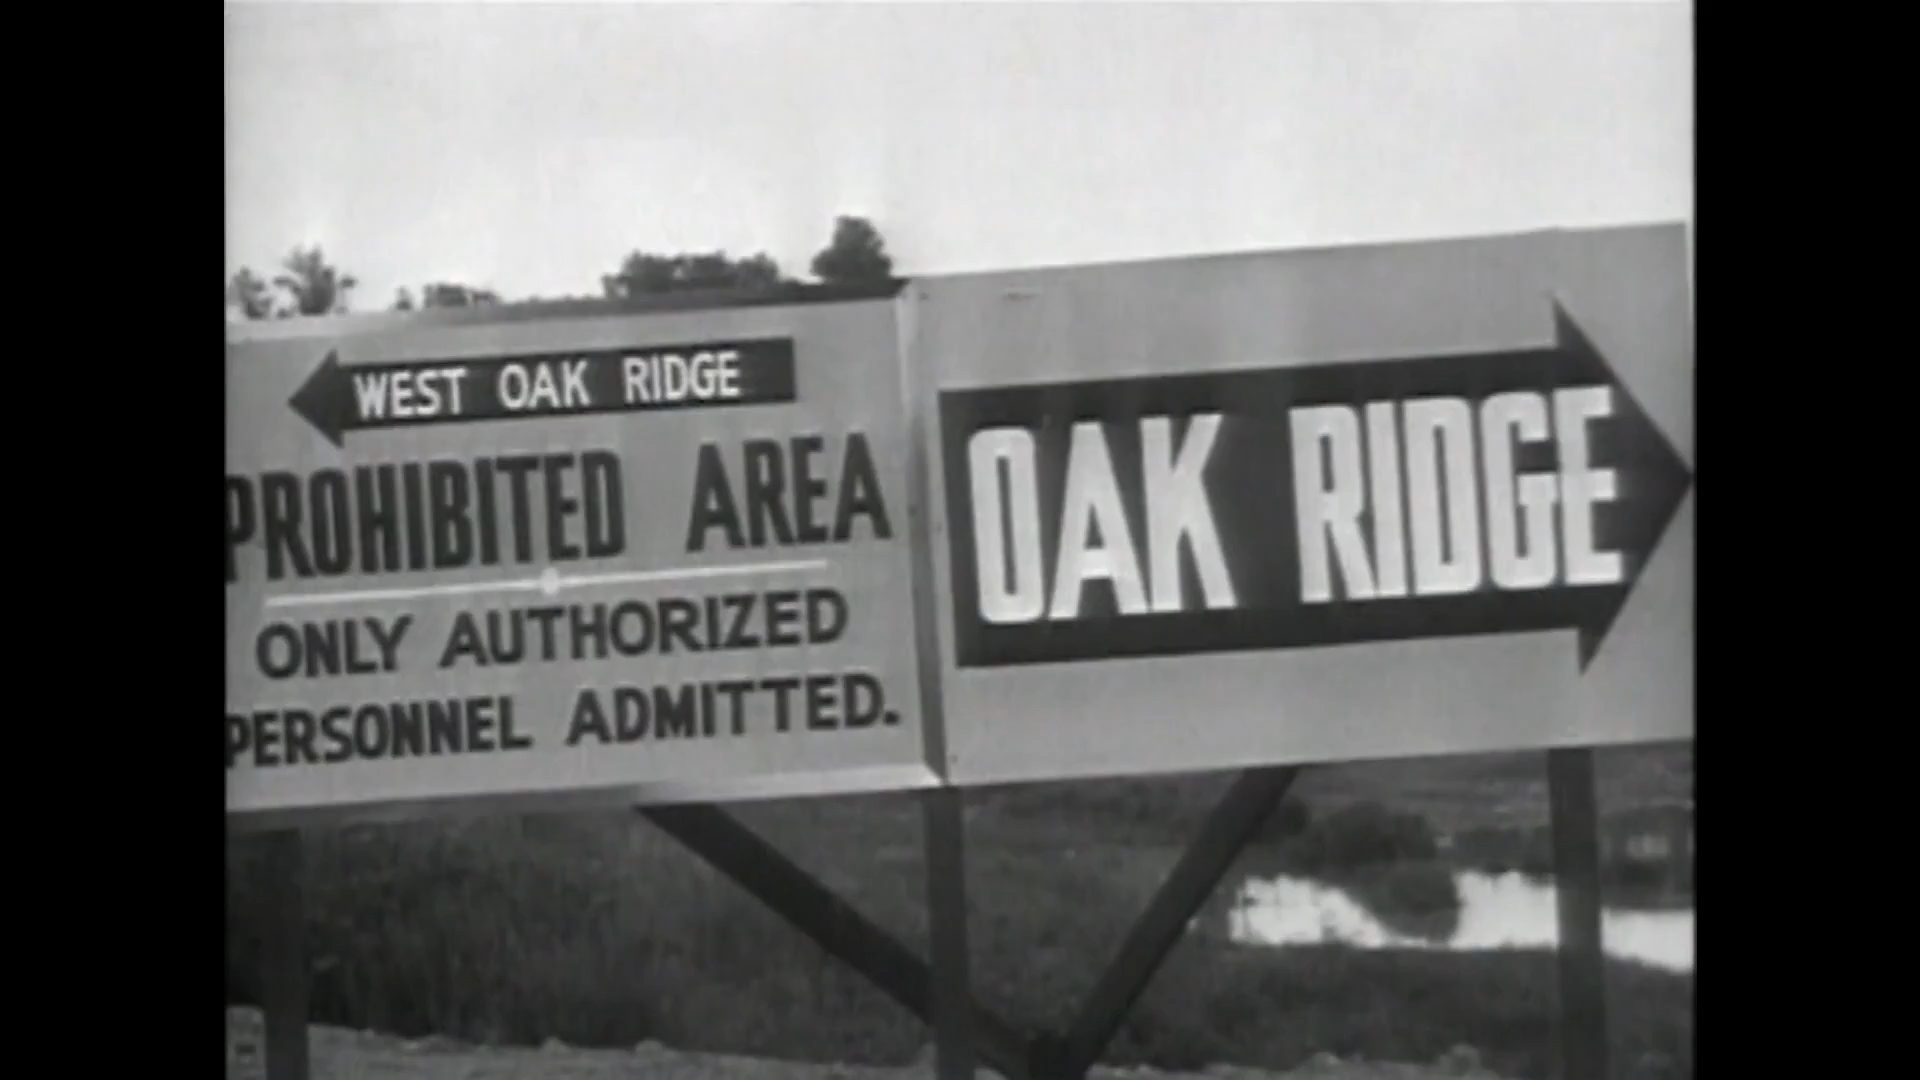 WEST OAK RIDGE
PROHIBITED AREA
ONLY AUTHORIZED
PERSONNEL ADMITTED.
OAK RIDGE